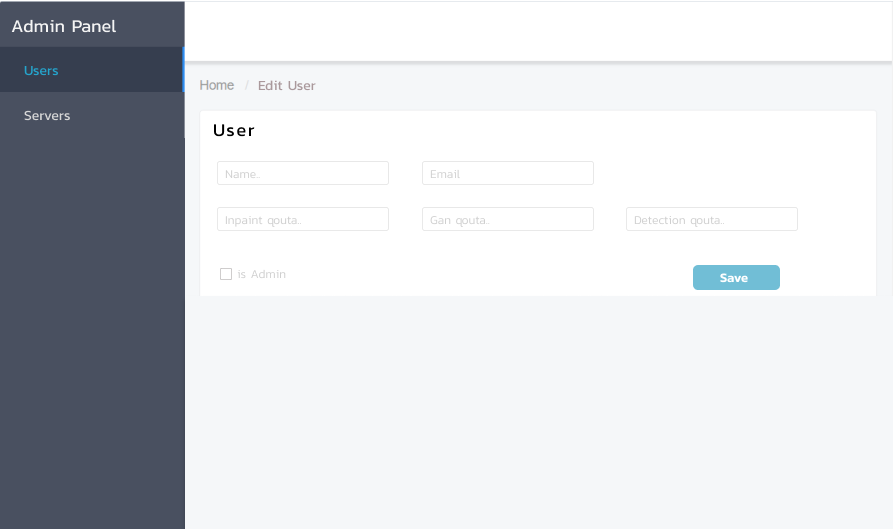 Admin Panel
Users
Servers
Home / Edit User
User
Name..
Email
Inpaint qouta..
Gan qouta..
Detection qouta..
is Admin
Save